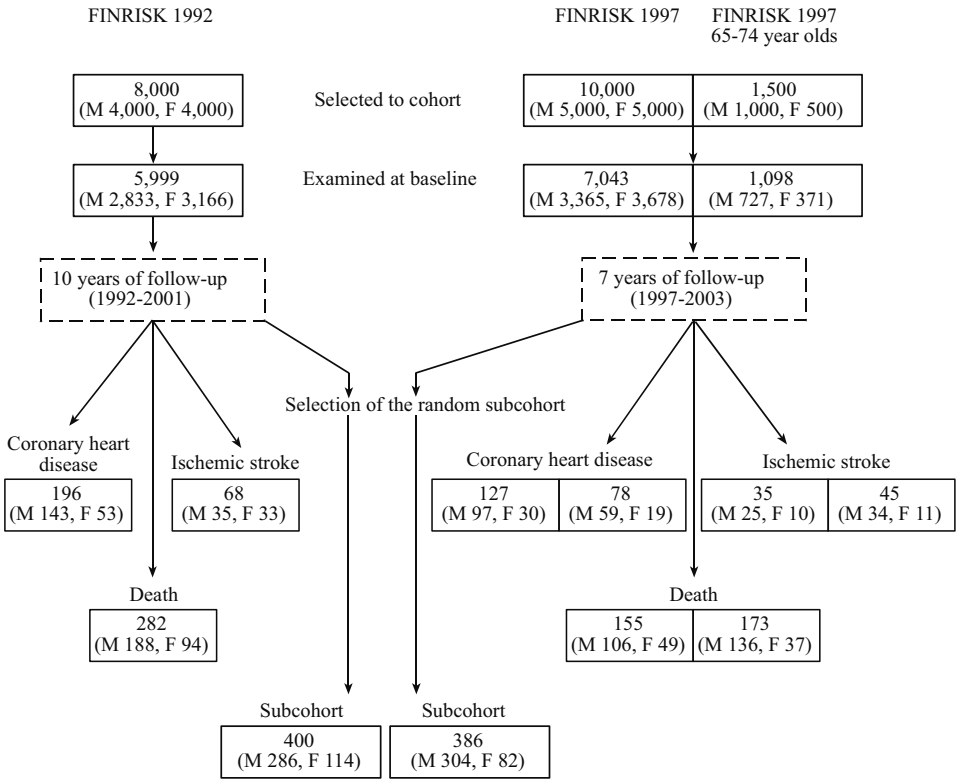 FINRISK 1992
FINRISK 1997
FINRISK 1997
65-74 year olds
8,000
(M 4,000, F 4,000)
Selected to cohort
10,000
(M 5,000, F 5,000)
1,500
(M 1,000, F 500)
5,999
(M 2,833, F 3,166)
Examined at baseline
7,043
(M 3,365, F 3,678)
1,098
(M 727, F 371)
10 years of follow-up
(1992-2001)
7 years of follow-up
(1997-2003)
Selection of the random subcohort
Coronary heart
disease
196
(M 143, F 53)
Ischemic stroke
68
(M 35, F 33)
Coronary heart disease
127
(M 97, F 30)
78
(M 59, F 19)
Ischemic stroke
35
(M 25, F 10)
45
(M 34, F 11)
Death
282
(M 188, F 94)
Death
155
(M 106, F 49)
173
(M 136, F 37)
Subcohort
400
(M 286, F 114)
Subcohort
386
(M 304, F 82)